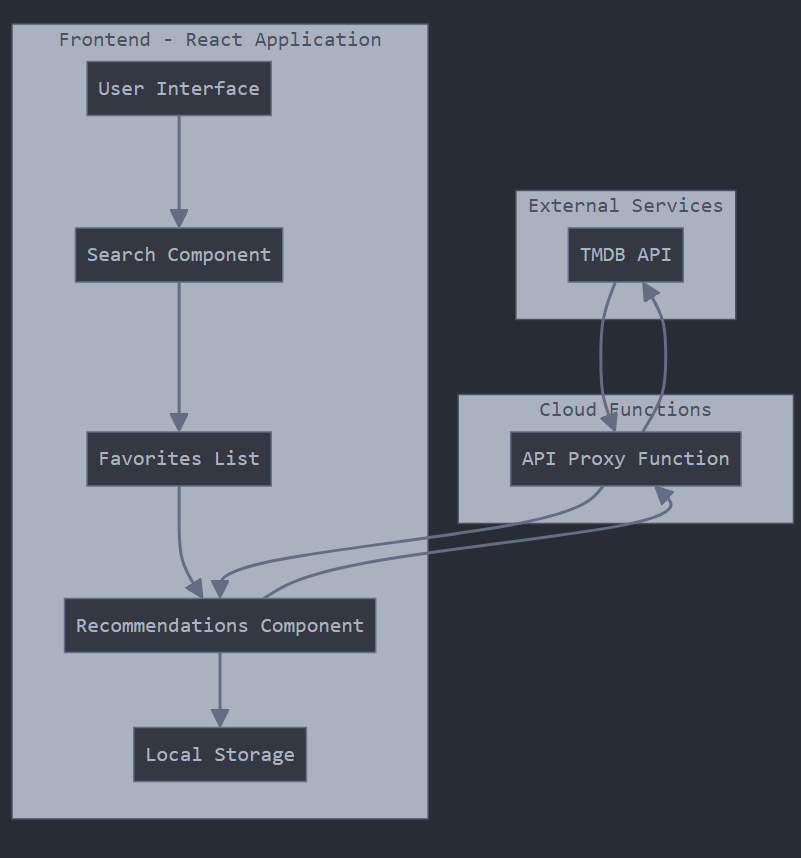 Frontend - React Application
User Interface
Search Component
Favorites List
Recommendations Component
Local Storage
External Services
TMDB API
Cloud Functions
API Proxy Function